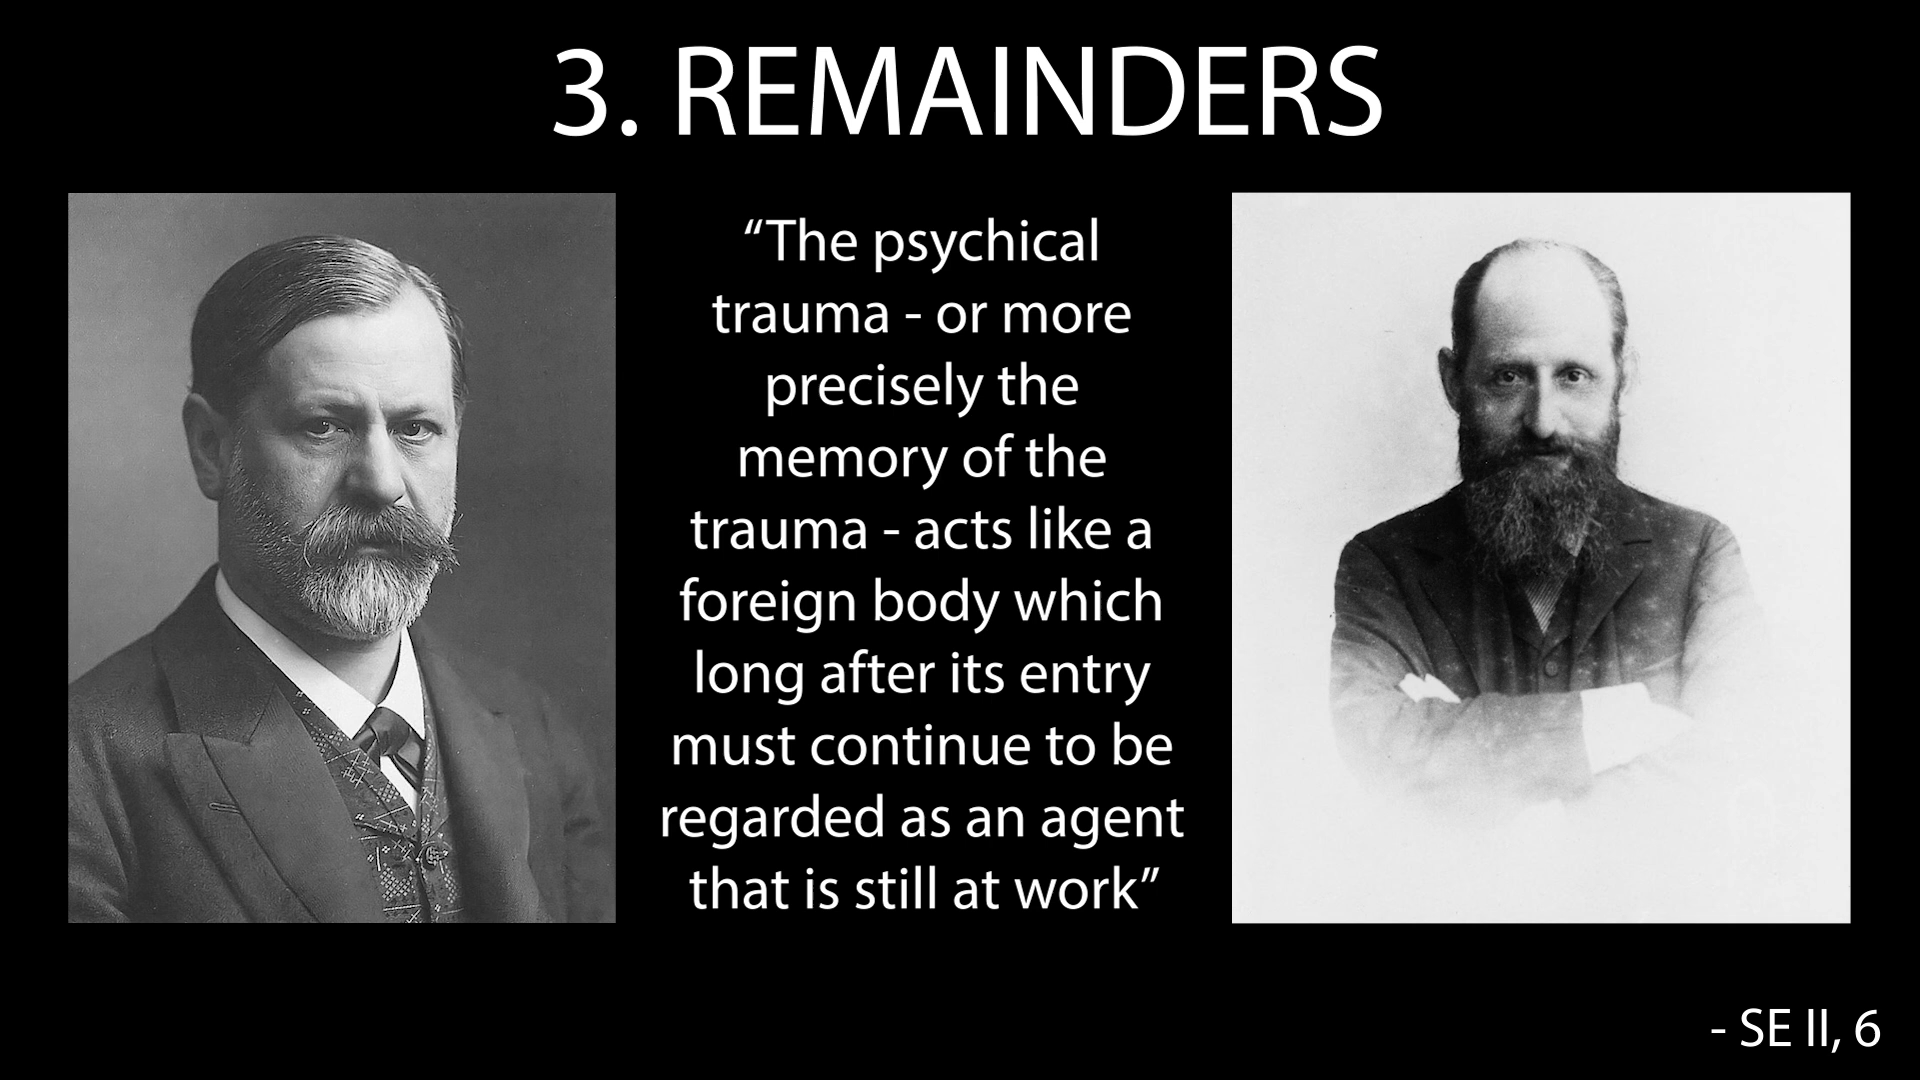 3. REMAINDERS
“The psychical
trauma - or more
precisely the
memory of the
trauma - acts like a
foreign body which
long after its entry
must continue to be
regarded as an agent
that is still at work”
- SE II, 6